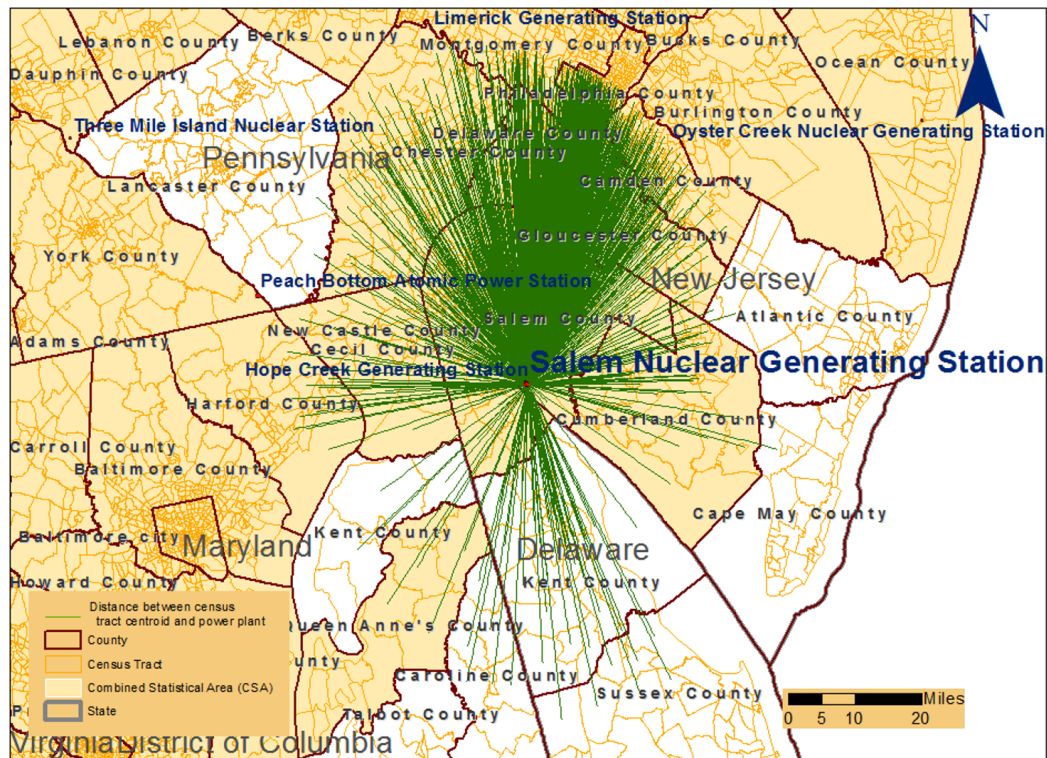 Limerick Generating Station
N
Lebanon County
Berks County
Montgomery County
Bucks County
Ocean County
Dauphin County
Philadelphia County
Burlington County
Three Mile Island Nuclear Station
Delaware County
Oyster Creek Nuclear Generating Station
Pennsylvania
Chester County
Lancaster County
Camden County
Gloucester County
York County
Peach Bottom Atomic Power Station
New Jersey
Salem County
Atlantic County
New Castle County
Adams County
Cecil County
Hope Creek Generating Station
Salem Nuclear Generating Station
Harford County
Cumberland County
Carroll County
Baltimore County
Cape May County
Kent County
Baltimore city
Maryland
Delaware
Howard County
Kent County
Distance between census
tract centroid and power plant
County
Census Tract
Combined Statistical Area (CSA)
State
Queen Anne's County
ounty
Caroline County
Sussex County
Talbot County
Miles
0 5 10 20
P
Virginia
District of Columbia